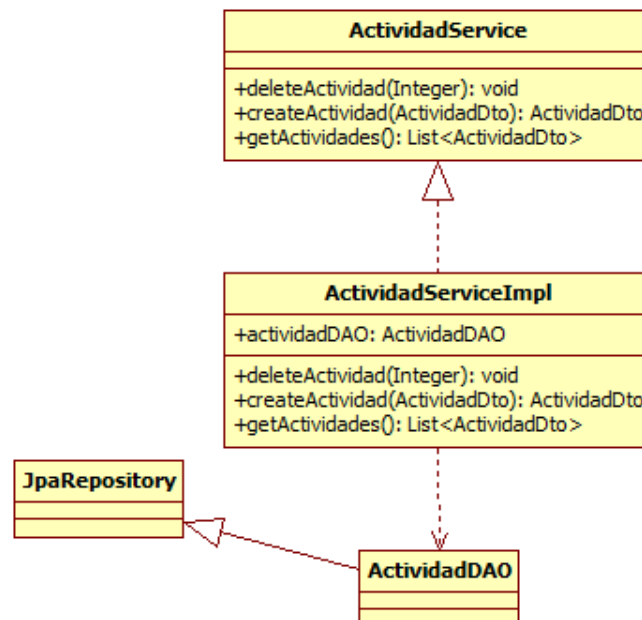 ActividadService
+deleteActividad(Integer): void
+createActividad(ActividadDto): ActividadDto
+getActividades(): List<ActividadDto>
ActividadServiceImpl
+actividadDAO: ActividadDAO
+deleteActividad(Integer): void
+createActividad(ActividadDto): ActividadDto
+getActividades(): List<ActividadDto>
JpaRepository
ActividadDAO